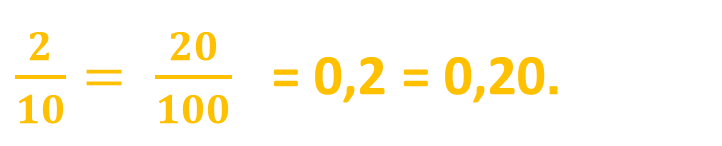 2/10 = 20/100 = 0,2 = 0,20.